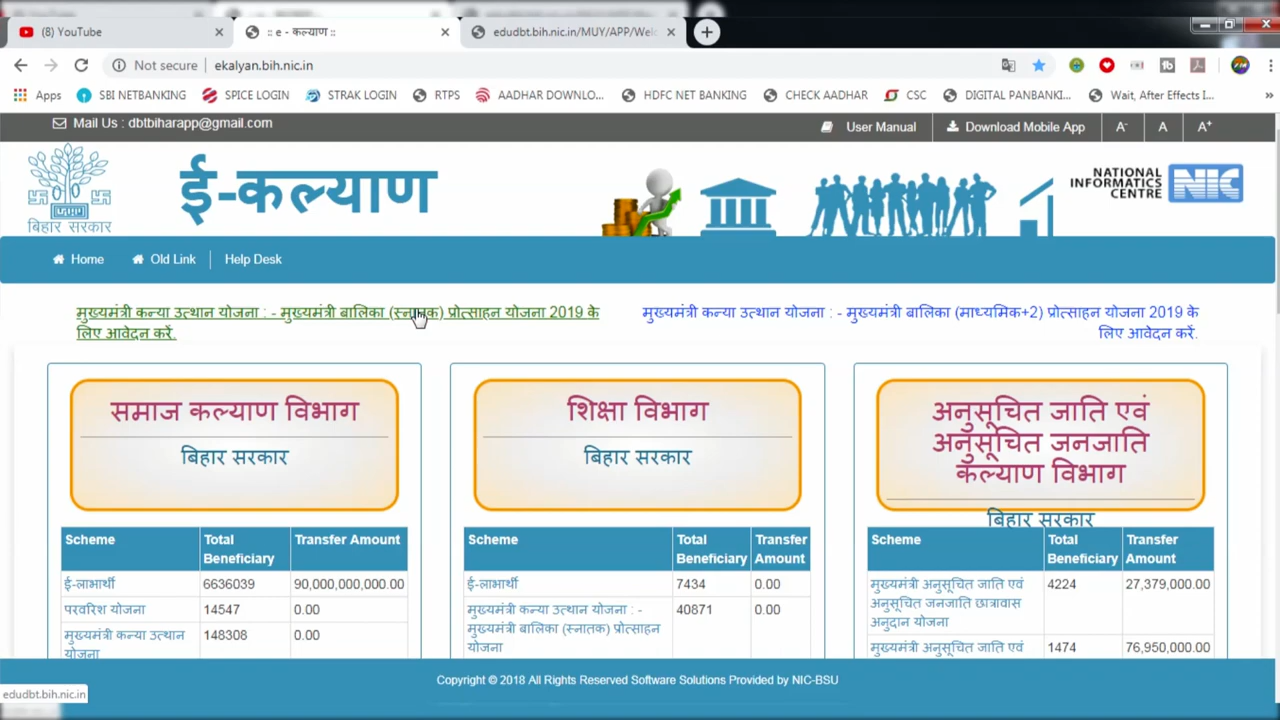 (8) YouTube
:: e - कल्याण ::
edudbt.bih.nic.in/MUY/APP/Wel
Not secure
ekalyan.bih.nic.in
Apps
SBI NETBANKING
SPICE LOGIN
STRAK LOGIN
RTPS
AADHAR DOWNLO...
HDFC NET BANKING
CHECK AADHAR
CSC
DIGITAL PANBANKI...
Wait, After Effects I...
Mail Us : dbtbiharapp@gmail.com
User Manual
Download Mobile App
A-
A
A+
बिहार सरकार
ई-कल्याण
NATIONAL
INFORMATICS
CENTRE
NIC
Home
Old Link
Help Desk
मुख्यमंत्री कन्या उत्थान योजना : - मुख्यमंत्री बालिका (स्नातक) प्रोत्साहन योजना 2019 के
लिए आवेदन करें.
मुख्यमंत्री कन्या उत्थान योजना : - मुख्यमंत्री बालिका (माध्यमिक+2) प्रोत्साहन योजना 2019 के
लिए आवेदन करें.
समाज कल्याण विभाग
बिहार सरकार
Scheme
Total
Beneficiary
Transfer Amount
ई-लाभार्थी
6636039
90,000,000,000.00
परवरिश योजना
14547
0.00
मुख्यमंत्री कन्या उत्थान
योजना
148308
0.00
शिक्षा विभाग
बिहार सरकार
Scheme
Total
Beneficiary
Transfer
Amount
ई-लाभार्थी
7434
0.00
मुख्यमंत्री कन्या उत्थान योजना : -
मुख्यमंत्री बालिका (स्नातक) प्रोत्साहन
योजना
40871
0.00
अनुसूचित जाति एवं
अनुसूचित जनजाति
कल्याण विभाग
बिहार सरकार
Scheme
Total
Beneficiary
Transfer
Amount
मुख्यमंत्री अनुसूचित जाति एवं
अनुसूचित जनजाति छात्रावास
अनुदान योजना
4224
27,379,000.00
मुख्यमंत्री अनुसूचित जाति एवं
1474
76,950,000.00
Copyright © 2018 All Rights Reserved Software Solutions Provided by NIC-BSU
edudbt.bih.nic.in